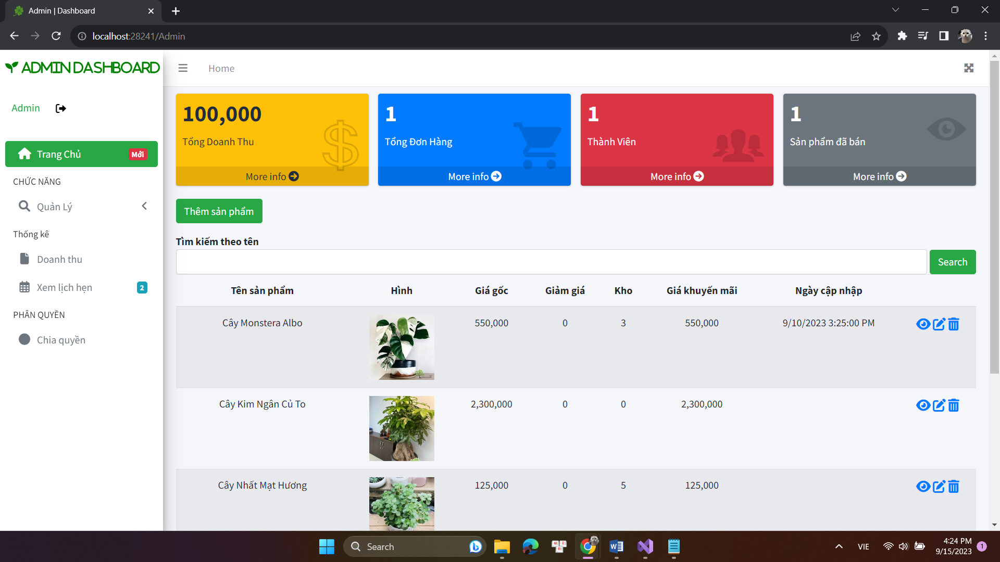 Admin | Dashboard
localhost:28241/Admin
ADMIN DASHBOARD
Home
Admin
Trang Chủ Mới
CHỨC NĂNG
Quản Lý
Thống kê
Doanh thu
Xem lịch hẹn 2
PHÂN QUYỀN
Chia quyền
100,000
Tổng Doanh Thu
More info
1
Tổng Đơn Hàng
More info
1
Thành Viên
More info
1
Sản phẩm đã bán
More info
Thêm sản phẩm
Tìm kiếm theo tên
Search
Tên sản phẩm Hình Giá gốc Giảm giá Kho Giá khuyến mãi Ngày cập nhập
Cây Monstera Albo 550,000 0 3 550,000 9/10/2023 3:25:00 PM
Cây Kim Ngân Củ To 2,300,000 0 0 2,300,000
Cây Nhất Mạt Hương 125,000 0 5 125,000
Search
VIE
4:24 PM
9/15/2023
1